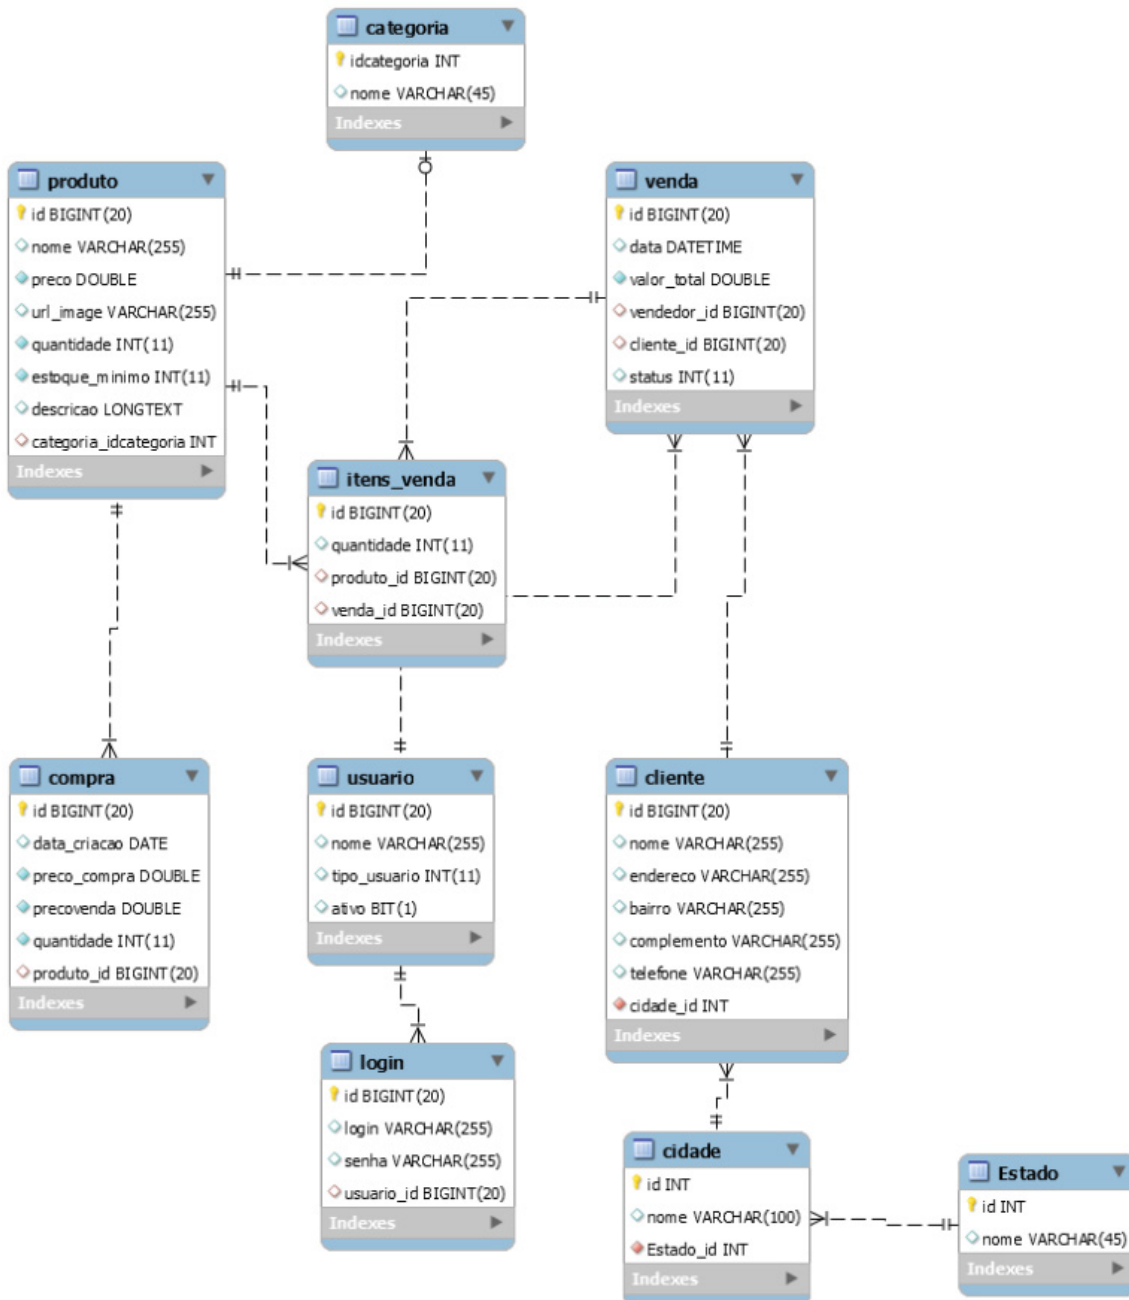 categoria
idcategoria INT
nome VARCHAR(45)
Indexes
produto
id BIGINT(20)
nome VARCHAR(255)
preco DOUBLE
url_image VARCHAR(255)
quantidade INT(11)
estoque_minimo INT(11)
descricao LONGTEXT
categoria_idcategoria INT
Indexes
venda
id BIGINT(20)
data DATETIME
valor_total DOUBLE
vendedor_id BIGINT(20)
cliente_id BIGINT(20)
status INT(11)
Indexes
itens_venda
id BIGINT(20)
quantidade INT(11)
produto_id BIGINT(20)
venda_id BIGINT(20)
Indexes
compra
id BIGINT(20)
data_criacao DATE
preco_compra DOUBLE
precovenda DOUBLE
quantidade INT(11)
produto_id BIGINT(20)
Indexes
usuario
id BIGINT(20)
nome VARCHAR(255)
tipo_usuario INT(11)
ativo BIT(1)
Indexes
cliente
id BIGINT(20)
nome VARCHAR(255)
endereco VARCHAR(255)
bairro VARCHAR(255)
complemento VARCHAR(255)
telefone VARCHAR(255)
cidade_id INT
Indexes
login
id BIGINT(20)
login VARCHAR(255)
senha VARCHAR(255)
usuario_id BIGINT(20)
Indexes
cidade
id INT
nome VARCHAR(100)
Estado_id INT
Indexes
Estado
id INT
nome VARCHAR(45)
Indexes